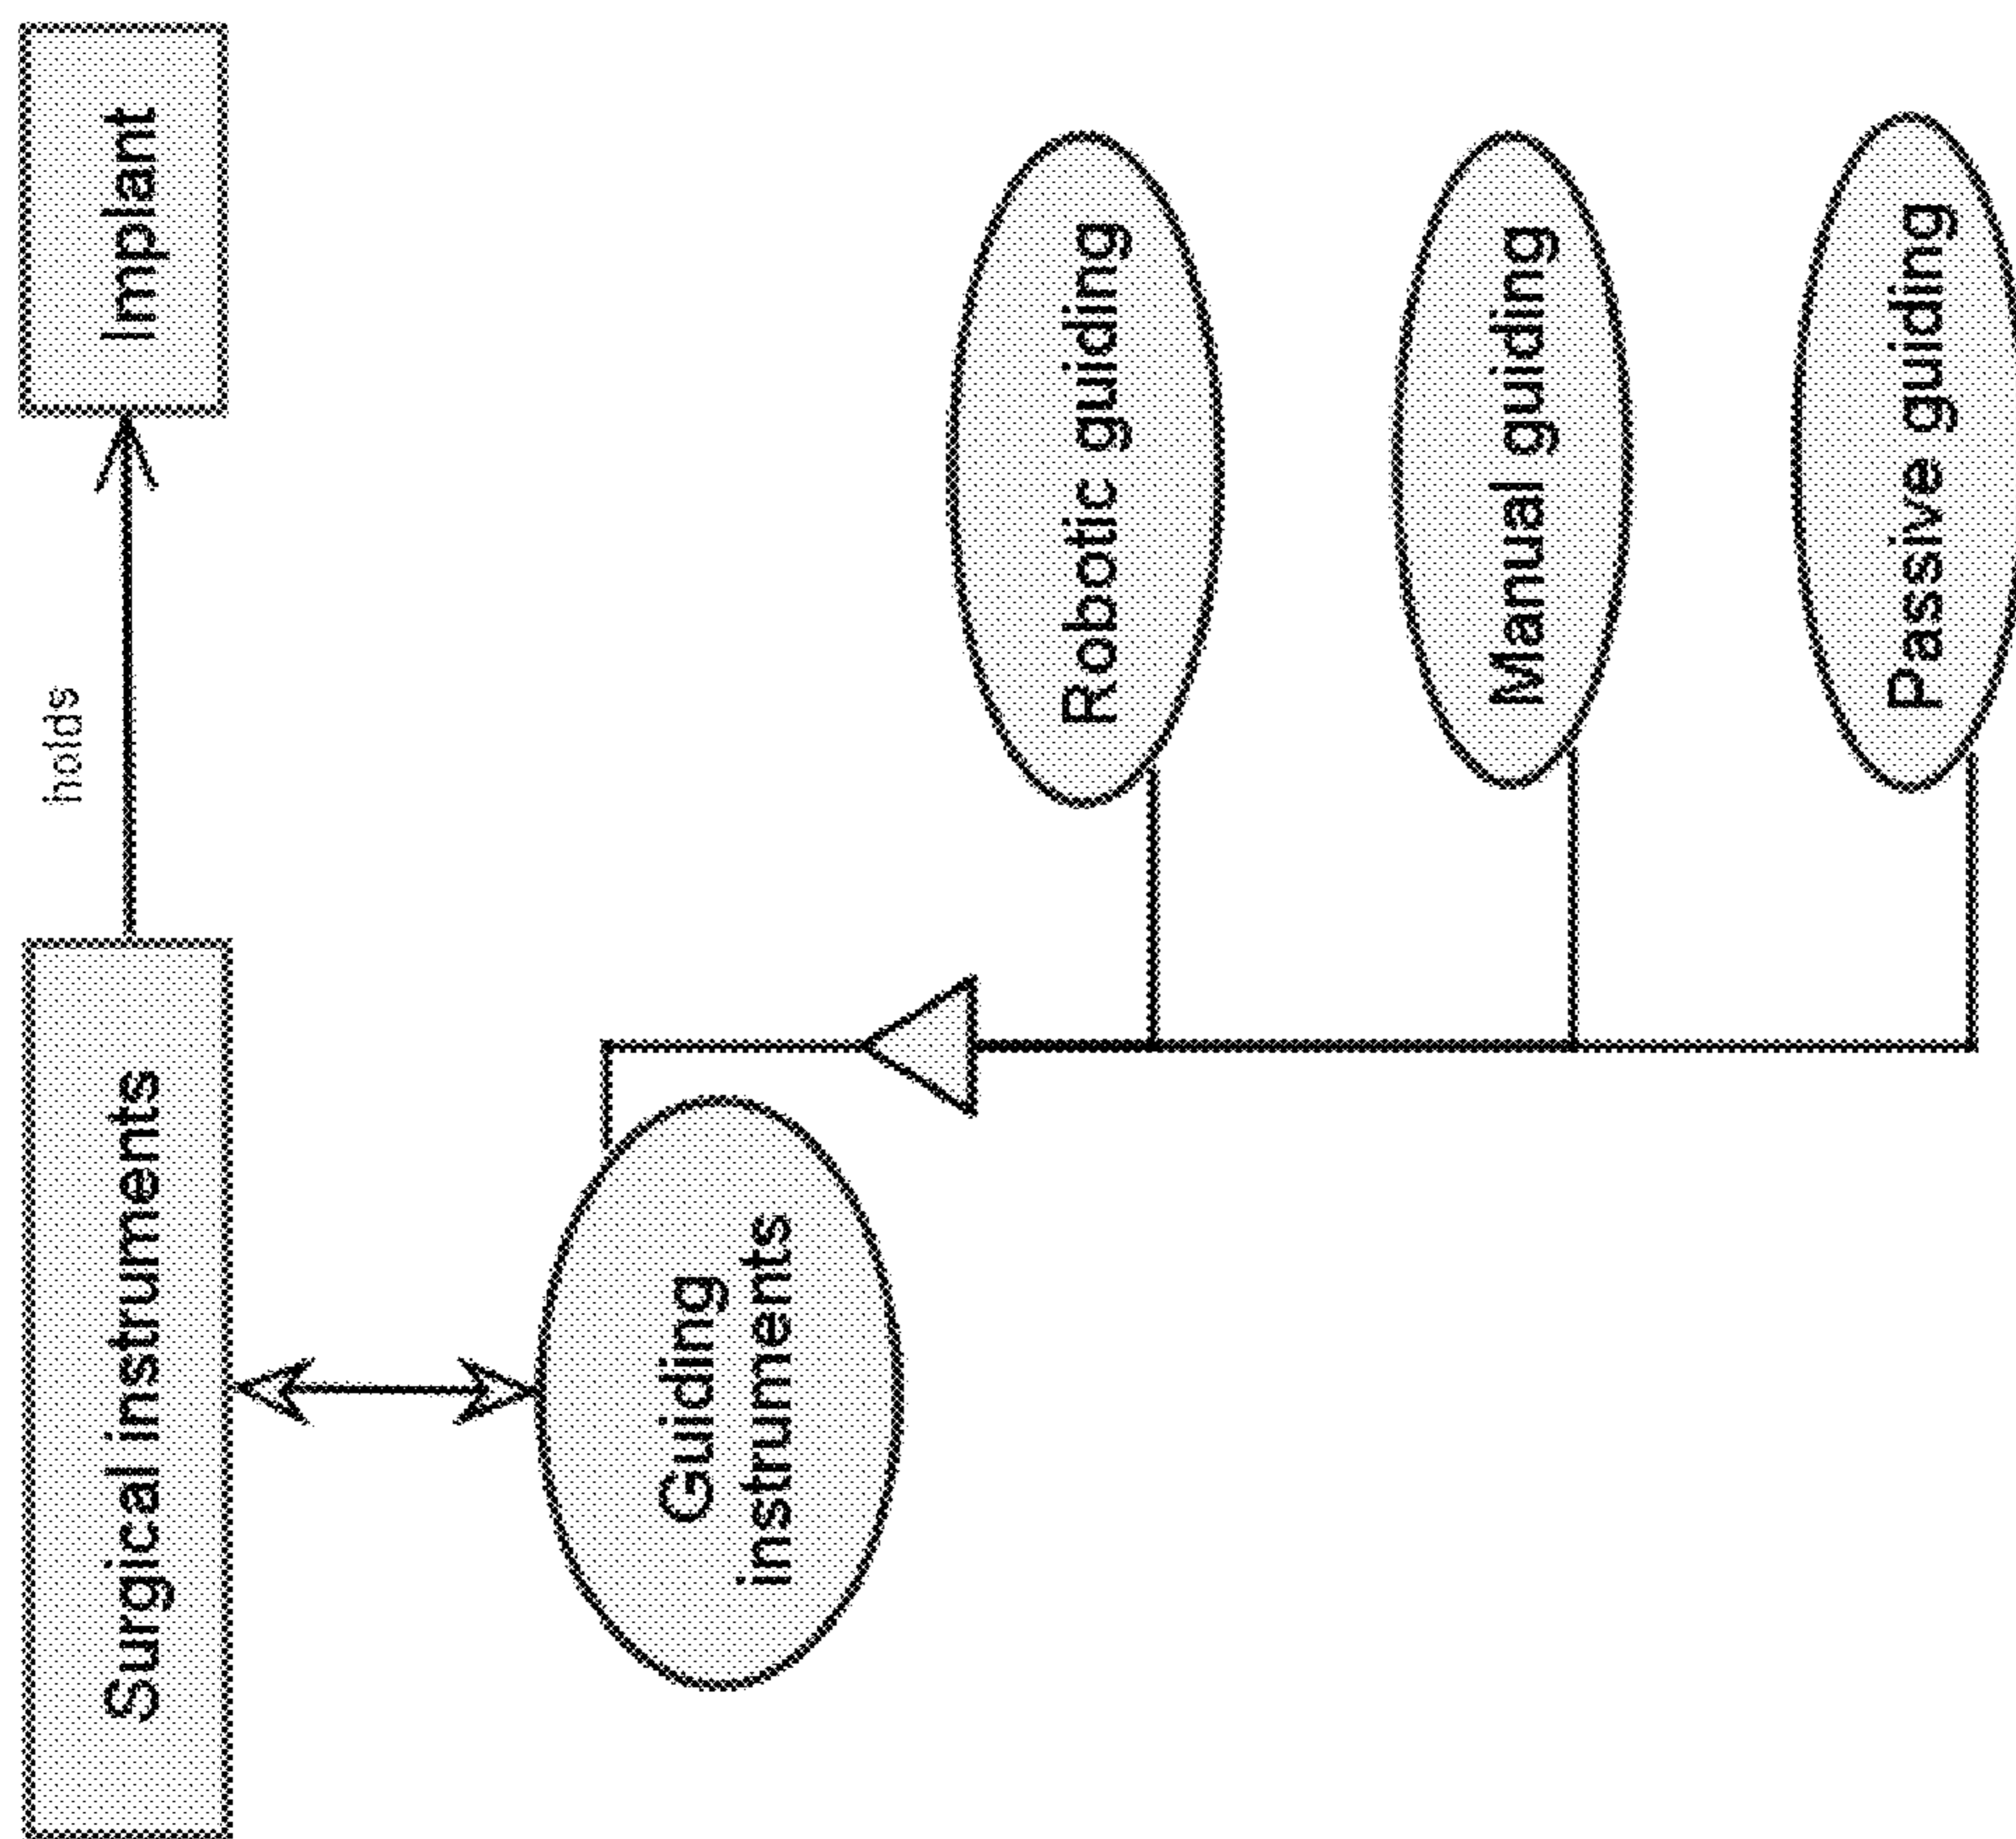 Surgical instruments
holds
Implant
Guiding
instruments
Robotic guiding
Manual guiding
Passive guiding